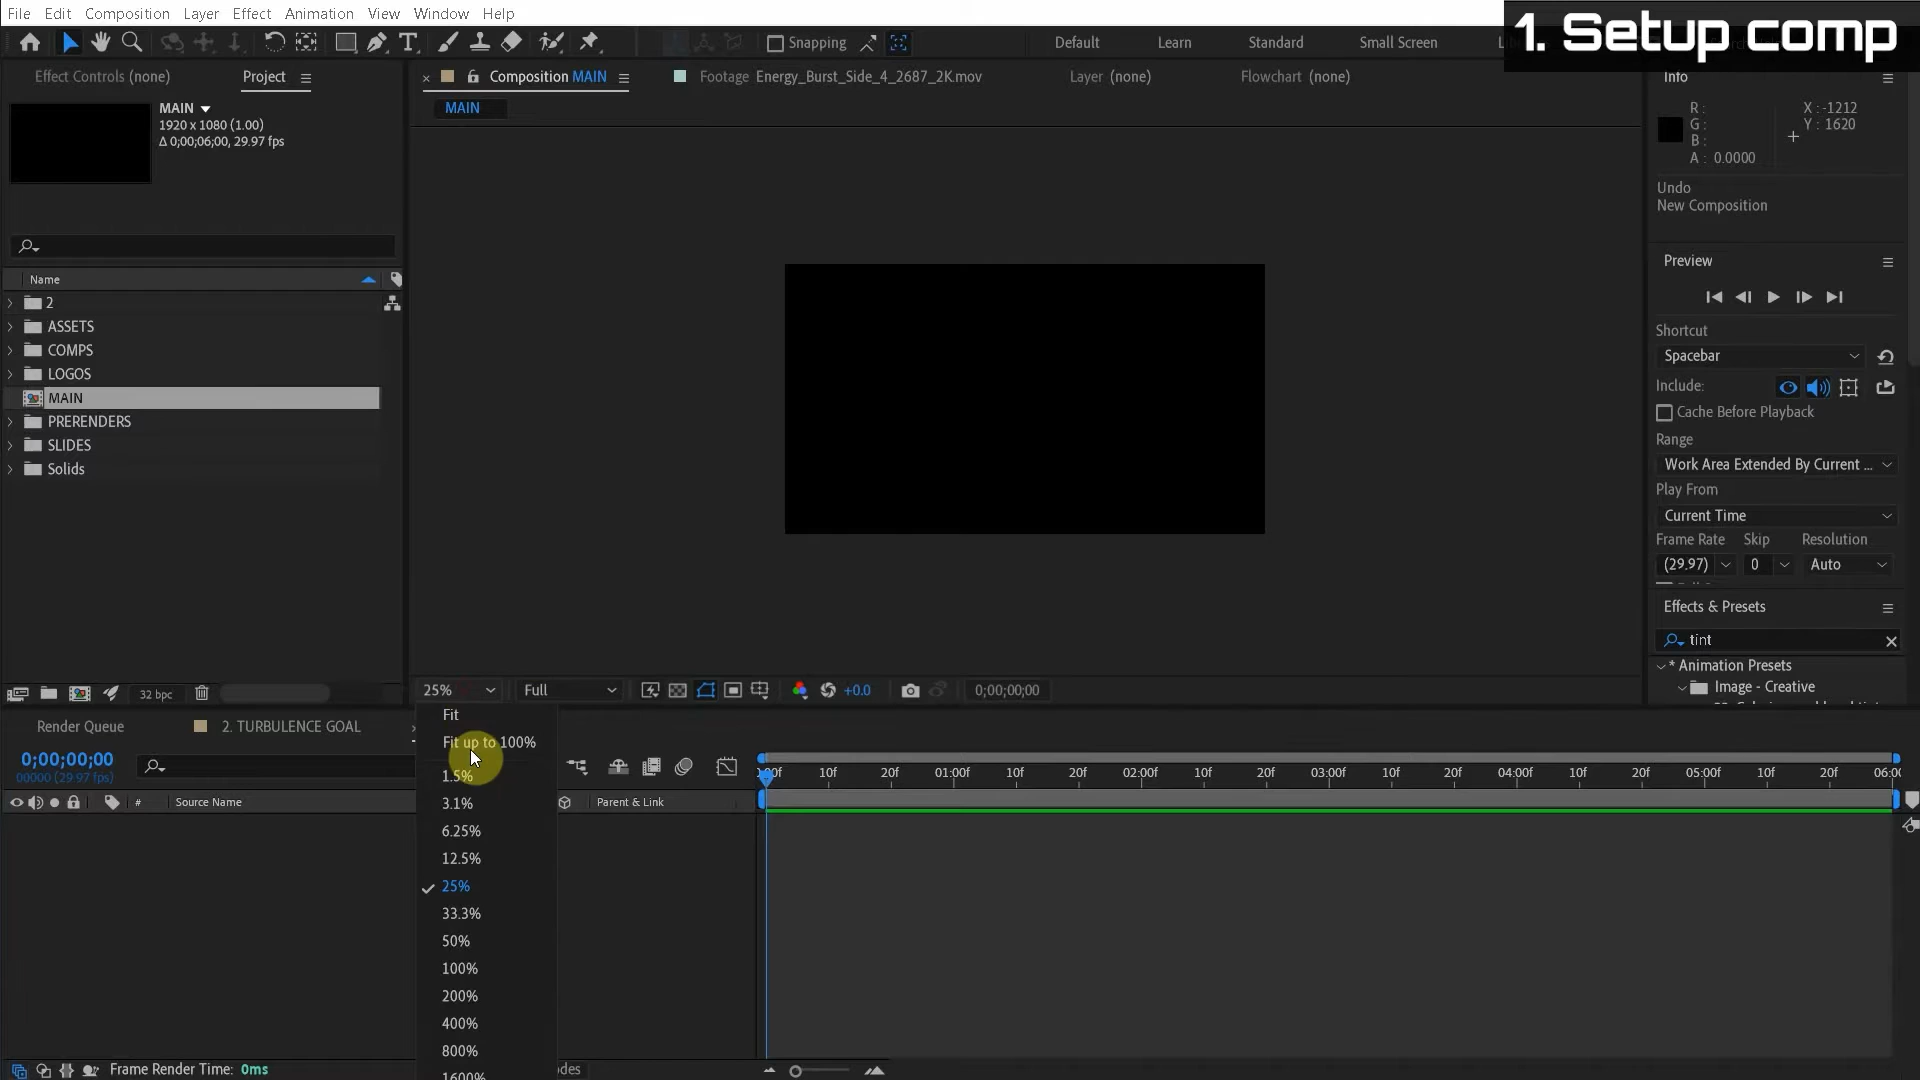 File Edit Composition Layer Effect Animation View Window Help
1. Setup comp
Snapping
Default Learn Standard Small Screen
Effect Controls (none) Project
Composition MAIN Footage Energy_Burst_Side_4_2687_2K.mov Layer (none) Flowchart (none)
Info
MAIN
1920 x 1080 (1.00)
Δ 0;00;06;00, 29.97 fps
MAIN
R :
G :
B :
A : 0.0000
X : -1212
Y : 1620
Undo
New Composition
Name
2
ASSETS
COMPS
LOGOS
MAIN
PRERENDERS
SLIDES
Solids
Preview
Shortcut
Spacebar
Include:
Cache Before Playback
Range
Work Area Extended By Current ...
Play From
Current Time
Frame Rate Skip Resolution
(29.97) 0 Auto
Effects & Presets
tint
* Animation Presets
Image - Creative
32 bpc
25% Full +0.0 0;00;00;00
Render Queue 2. TURBULENCE GOAL
0;00;00;00
00000 (29.97 fps)
# Source Name Parent & Link
Fit
Fit up to 100%
1.5%
3.1%
6.25%
12.5%
25%
33.3%
50%
100%
200%
400%
800%
1600%
10f 20f 01:00f 10f 20f 02:00f 10f 20f 03:00f 10f 20f 04:00f 10f 20f 05:00f 10f 20f 06:00
Frame Render Time: 0ms